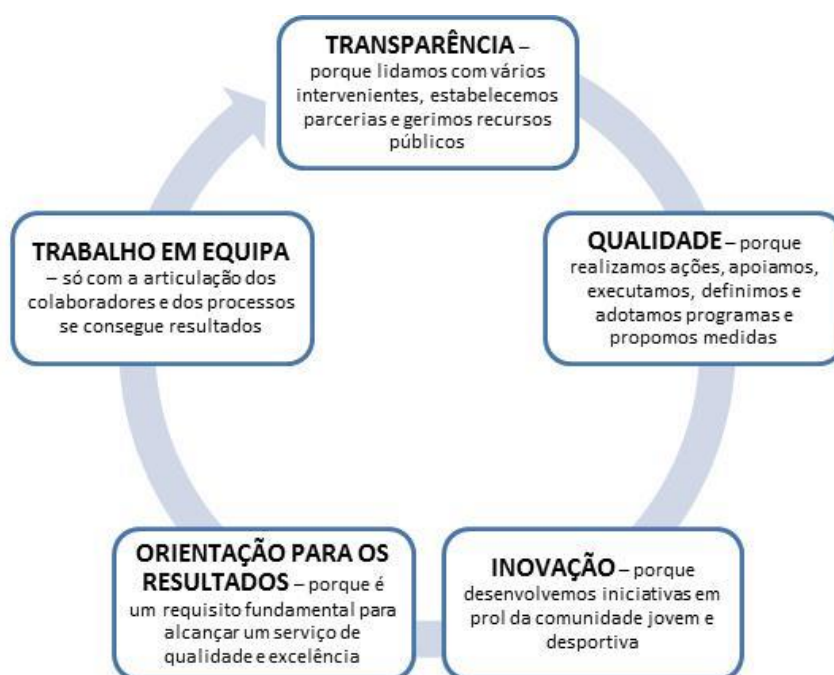 TRANSPARÊNCIA –
porque lidamos com vários
intervenientes, estabelecemos
parcerias e gerimos recursos
públicos
QUALIDADE – porque
realizamos ações, apoiamos,
executamos, definimos e
adotamos programas e
propomos medidas
INOVAÇÃO – porque
desenvolvemos iniciativas em
prol da comunidade jovem e
desportiva
ORIENTAÇÃO PARA OS
RESULTADOS – porque é
um requisito fundamental para
alcançar um serviço de
qualidade e excelência
TRABALHO EM EQUIPA
– só com a articulação dos
colaboradores e dos processos
se consegue resultados